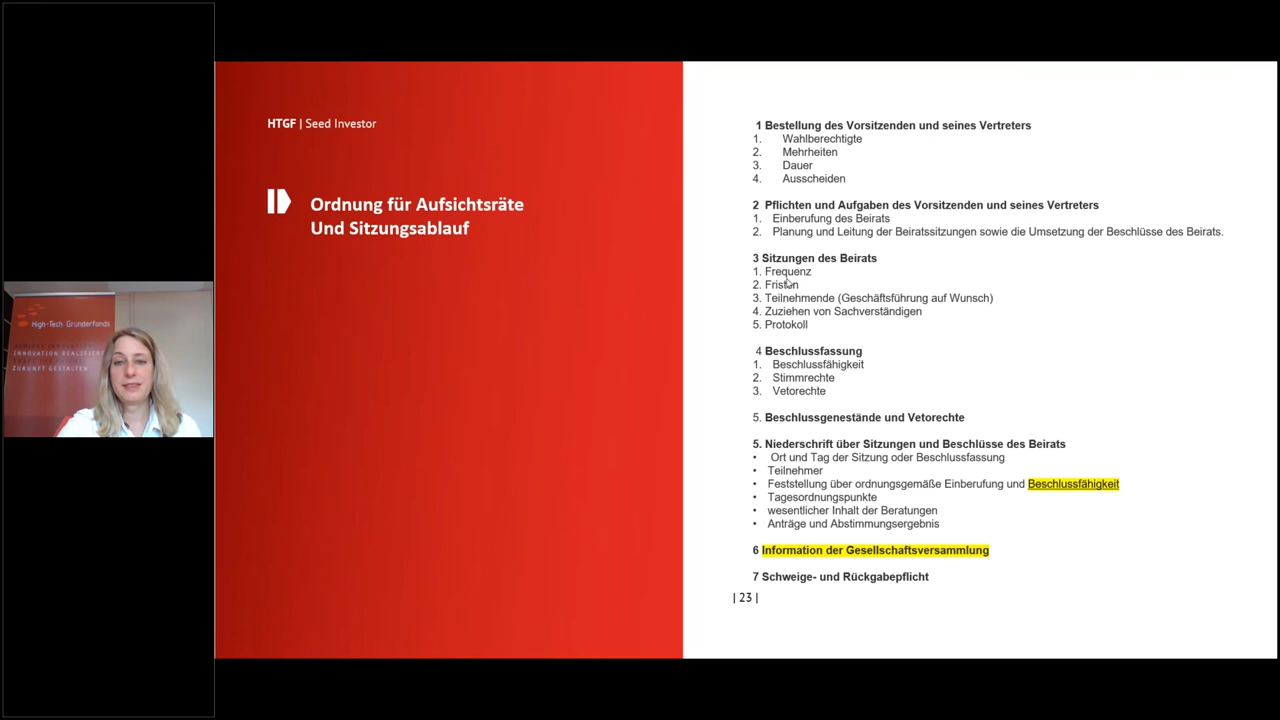 HTGF | Seed Investor
Ordnung für Aufsichtsräte
Und Sitzungsablauf
1 Bestellung des Vorsitzenden und seines Vertreters
1. Wahlberechtigte
2. Mehrheiten
3. Dauer
4. Ausscheiden
2 Pflichten und Aufgaben des Vorsitzenden und seines Vertreters
1. Einberufung des Beirats
2. Planung und Leitung der Beiratssitzungen sowie die Umsetzung der Beschlüsse des Beirats.
3 Sitzungen des Beirats
1. Frequenz
2. Fristen
3. Teilnehmende (Geschäftsführung auf Wunsch)
4. Zuziehen von Sachverständigen
5. Protokoll
4 Beschlussfassung
1. Beschlussfähigkeit
2. Stimmrechte
3. Vetorechte
5. Beschlussgenestände und Vetorechte
5. Niederschrift über Sitzungen und Beschlüsse des Beirats
• Ort und Tag der Sitzung oder Beschlussfassung
• Teilnehmer
• Feststellung über ordnungsgemäße Einberufung und Beschlussfähigkeit
• Tagesordnungspunkte
• wesentlicher Inhalt der Beratungen
• Anträge und Abstimmungsergebnis
6 Information der Gesellschaftsversammlung
7 Schweige- und Rückgabepflicht
| 23 |
High-Tech Gründerfonds
INNOVATION REALISIERE
ZUKUNFT GESTALTEN